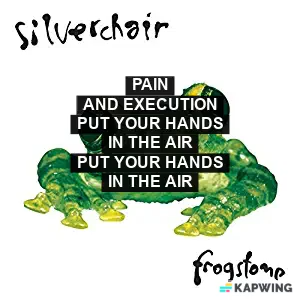 silverchair
PAIN
AND EXECUTION
PUT YOUR HANDS
IN THE AIR
PUT YOUR HANDS
IN THE AIR
frogstomp
KAPWING